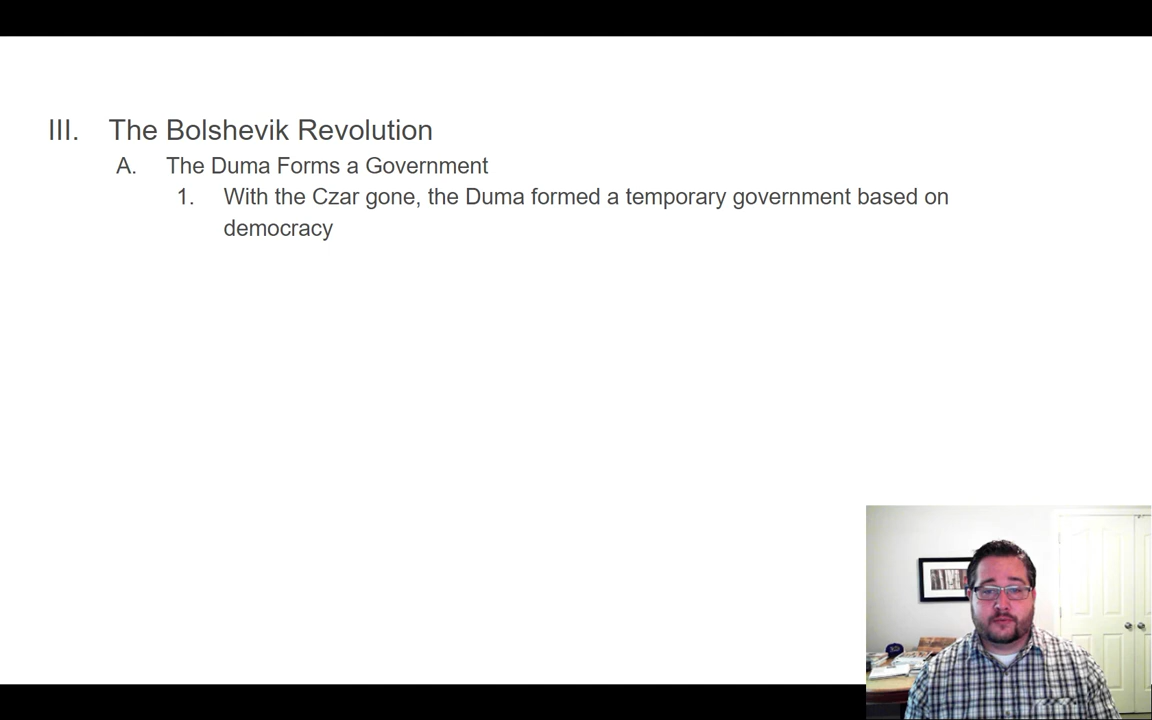 III. The Bolshevik Revolution
A. The Duma Forms a Government
1. With the Czar gone, the Duma formed a temporary government based on
democracy